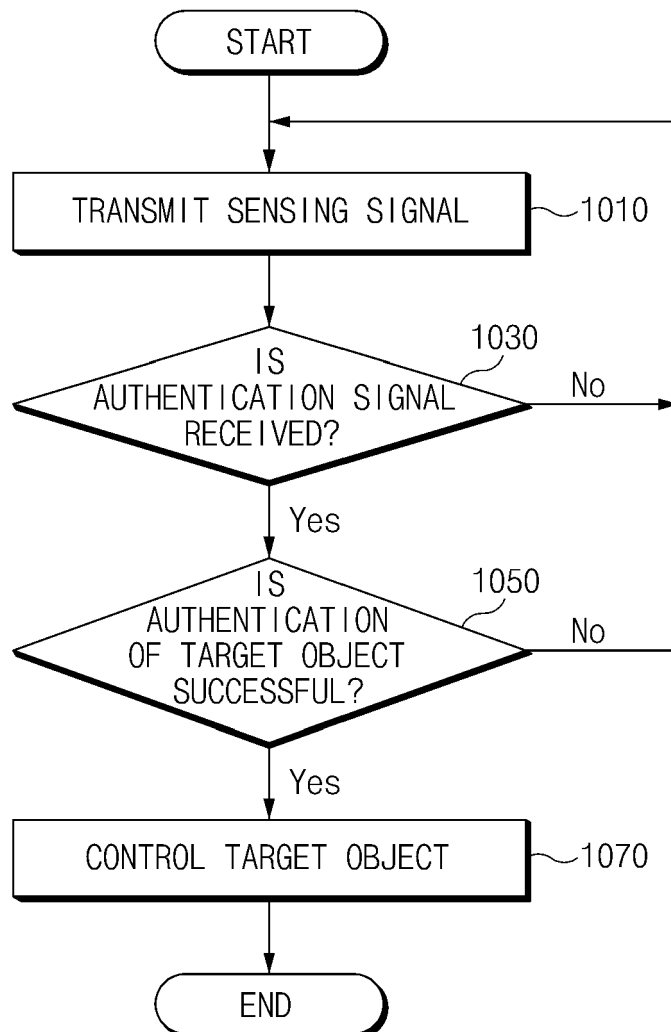 START
TRANSMIT SENSING SIGNAL
1010
IS
AUTHENTICATION SIGNAL
RECEIVED?
1030
No
Yes
IS
AUTHENTICATION
OF TARGET OBJECT
SUCCESSFUL?
1050
No
Yes
CONTROL TARGET OBJECT
1070
END